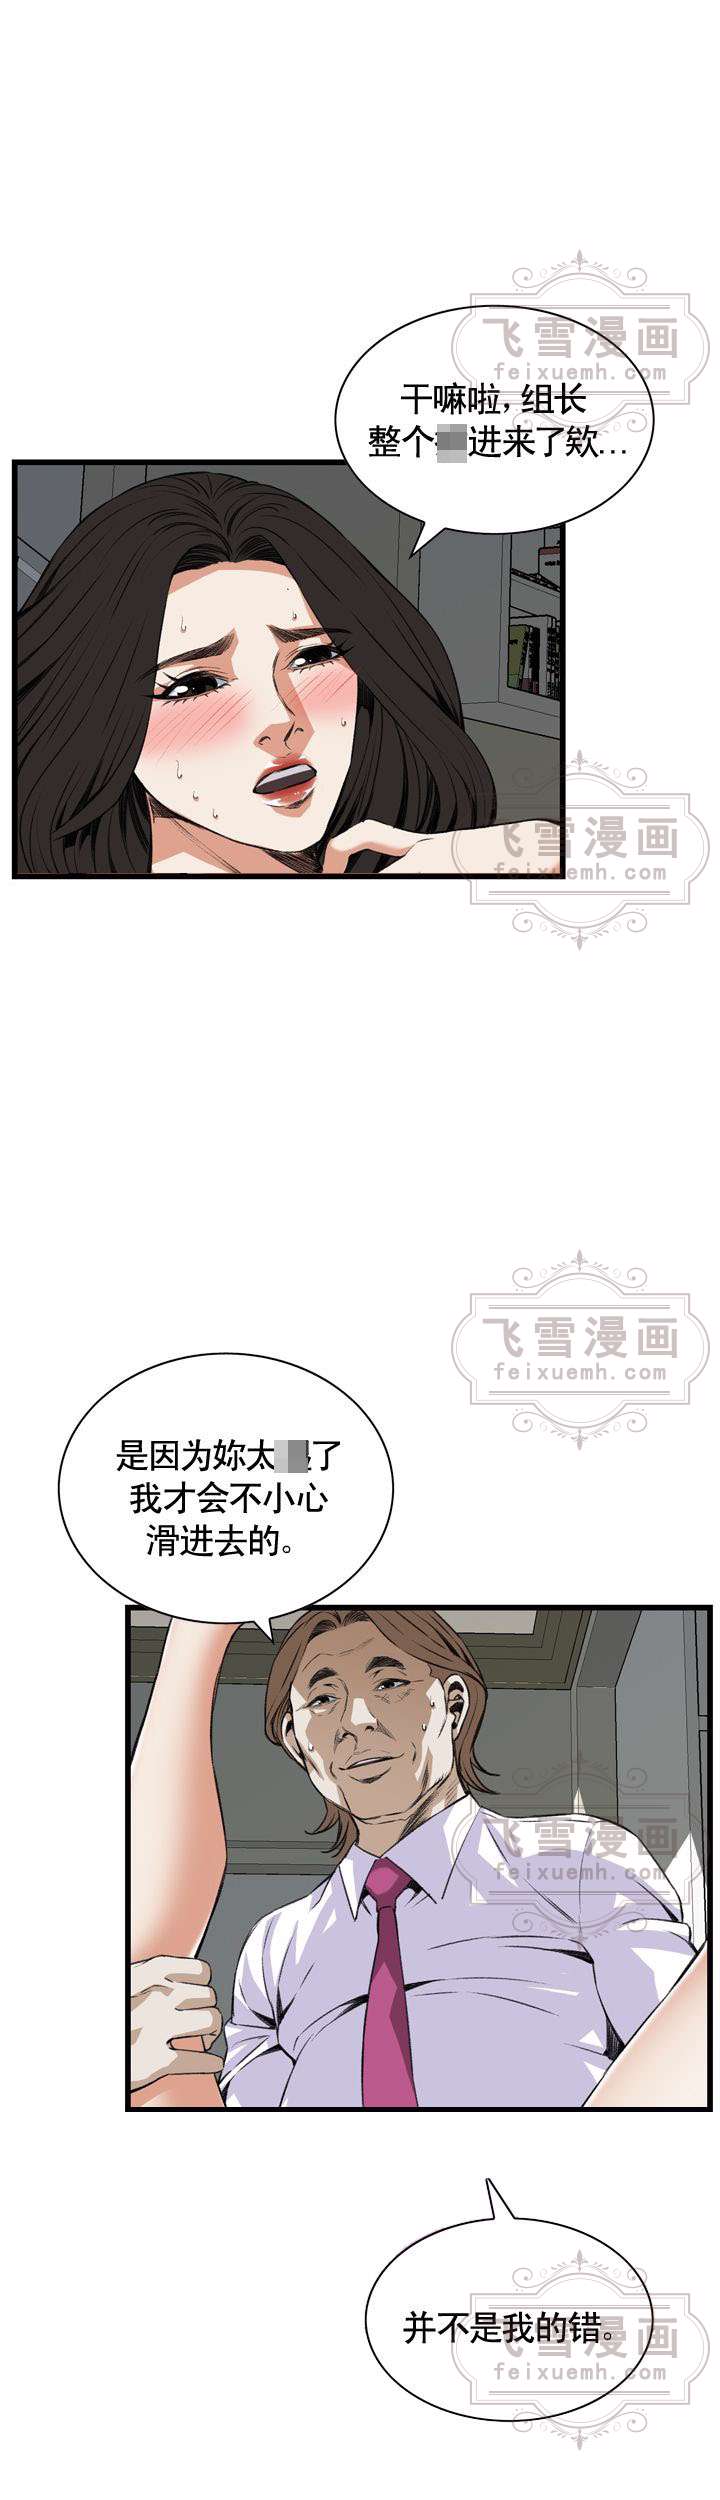 飞雪漫画
feixuemh.com
干嘛啦，组长
整个 进来了欸...
飞雪漫画
feixuemh.com
飞雪漫画
feixuemh.com
是因为妳太 了
我才会不小心
滑进去的。
飞雪漫画
feixuemh.com
并不是我的错。
飞雪漫画
feixuemh.com